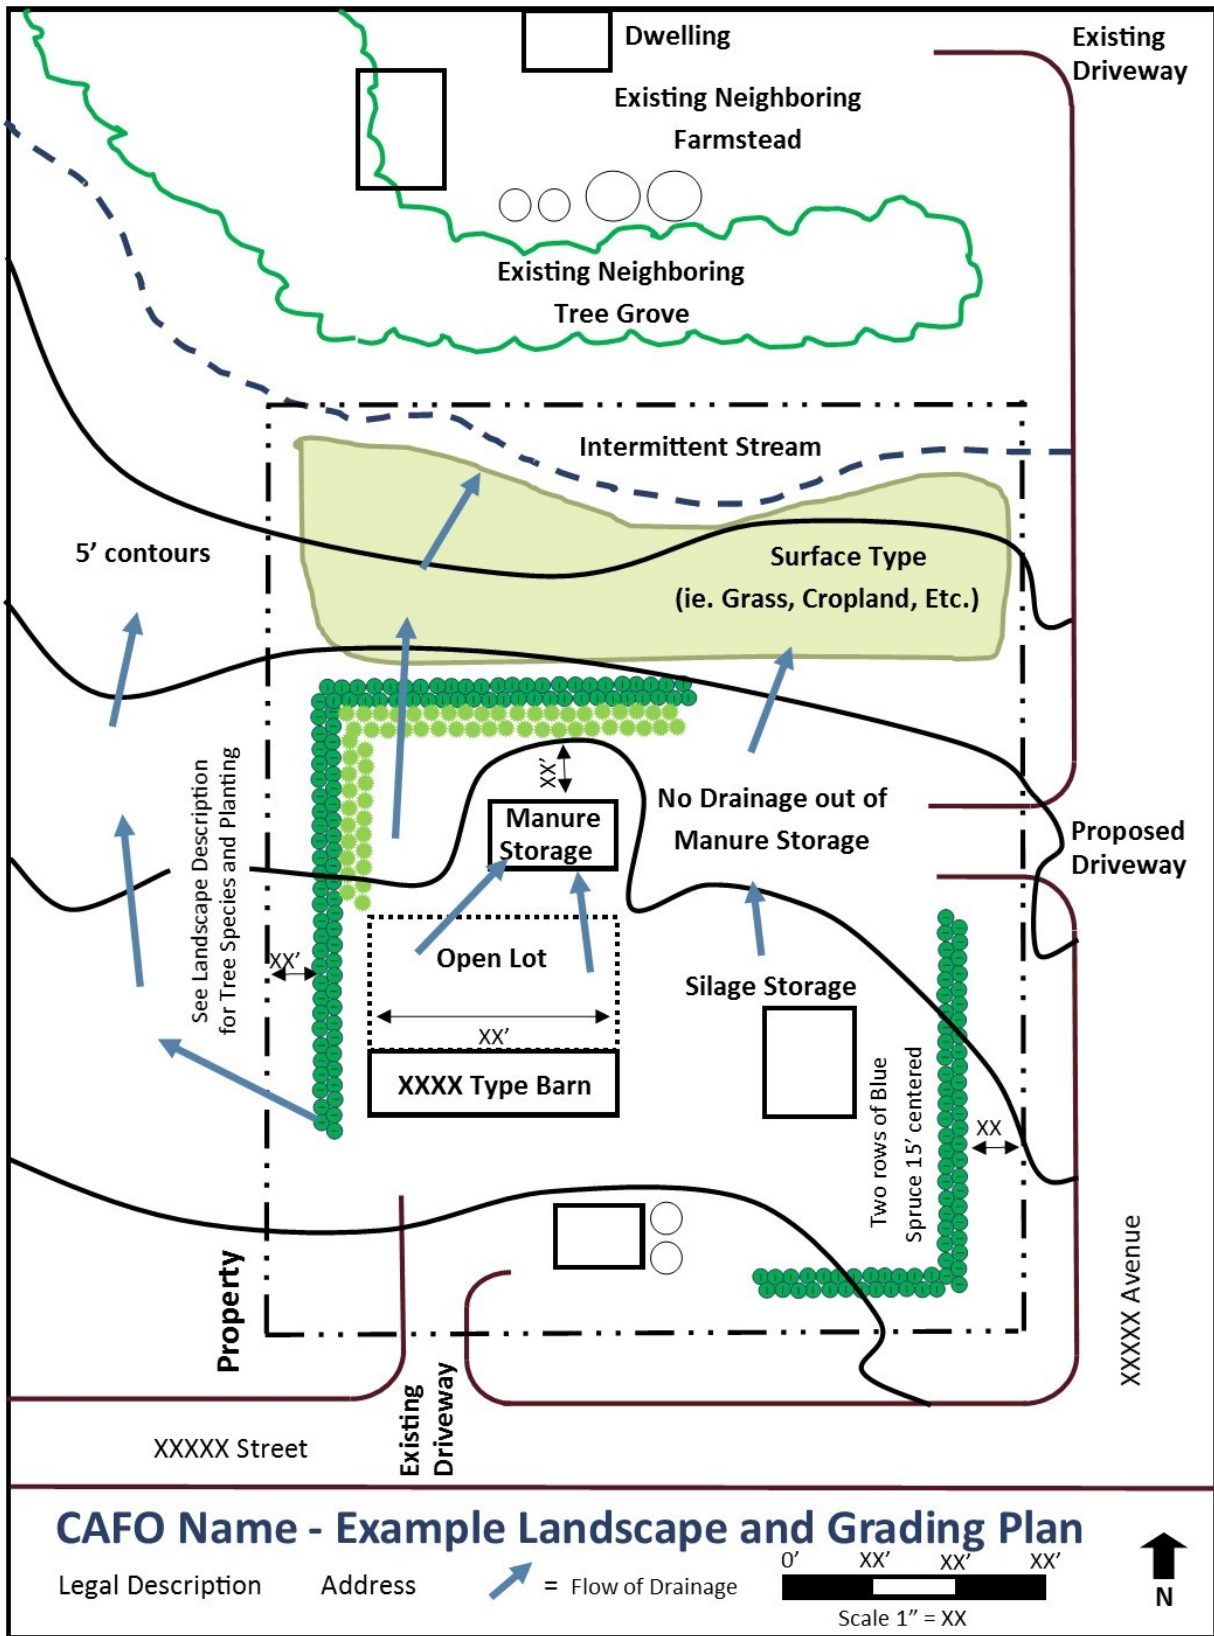 Dwelling
Existing
Driveway
Existing Neighboring
Farmstead
Existing Neighboring
Tree Grove
Intermittent Stream
5' contours
Surface Type
(ie. Grass, Cropland, Etc.)
See Landscape Description
for Tree Species and Planting
XX'
Manure
Storage
No Drainage out of
Manure Storage
Proposed
Driveway
XX'
Open Lot
XX'
XXXX Type Barn
Silage Storage
Two rows of Blue
Spruce 15' centered
XX
Property
Existing
Driveway
XXXXX Avenue
XXXXX Street
CAFO Name - Example Landscape and Grading Plan
Legal Description
Address
= Flow of Drainage
0' XX' XX' XX'
Scale 1" = XX
N